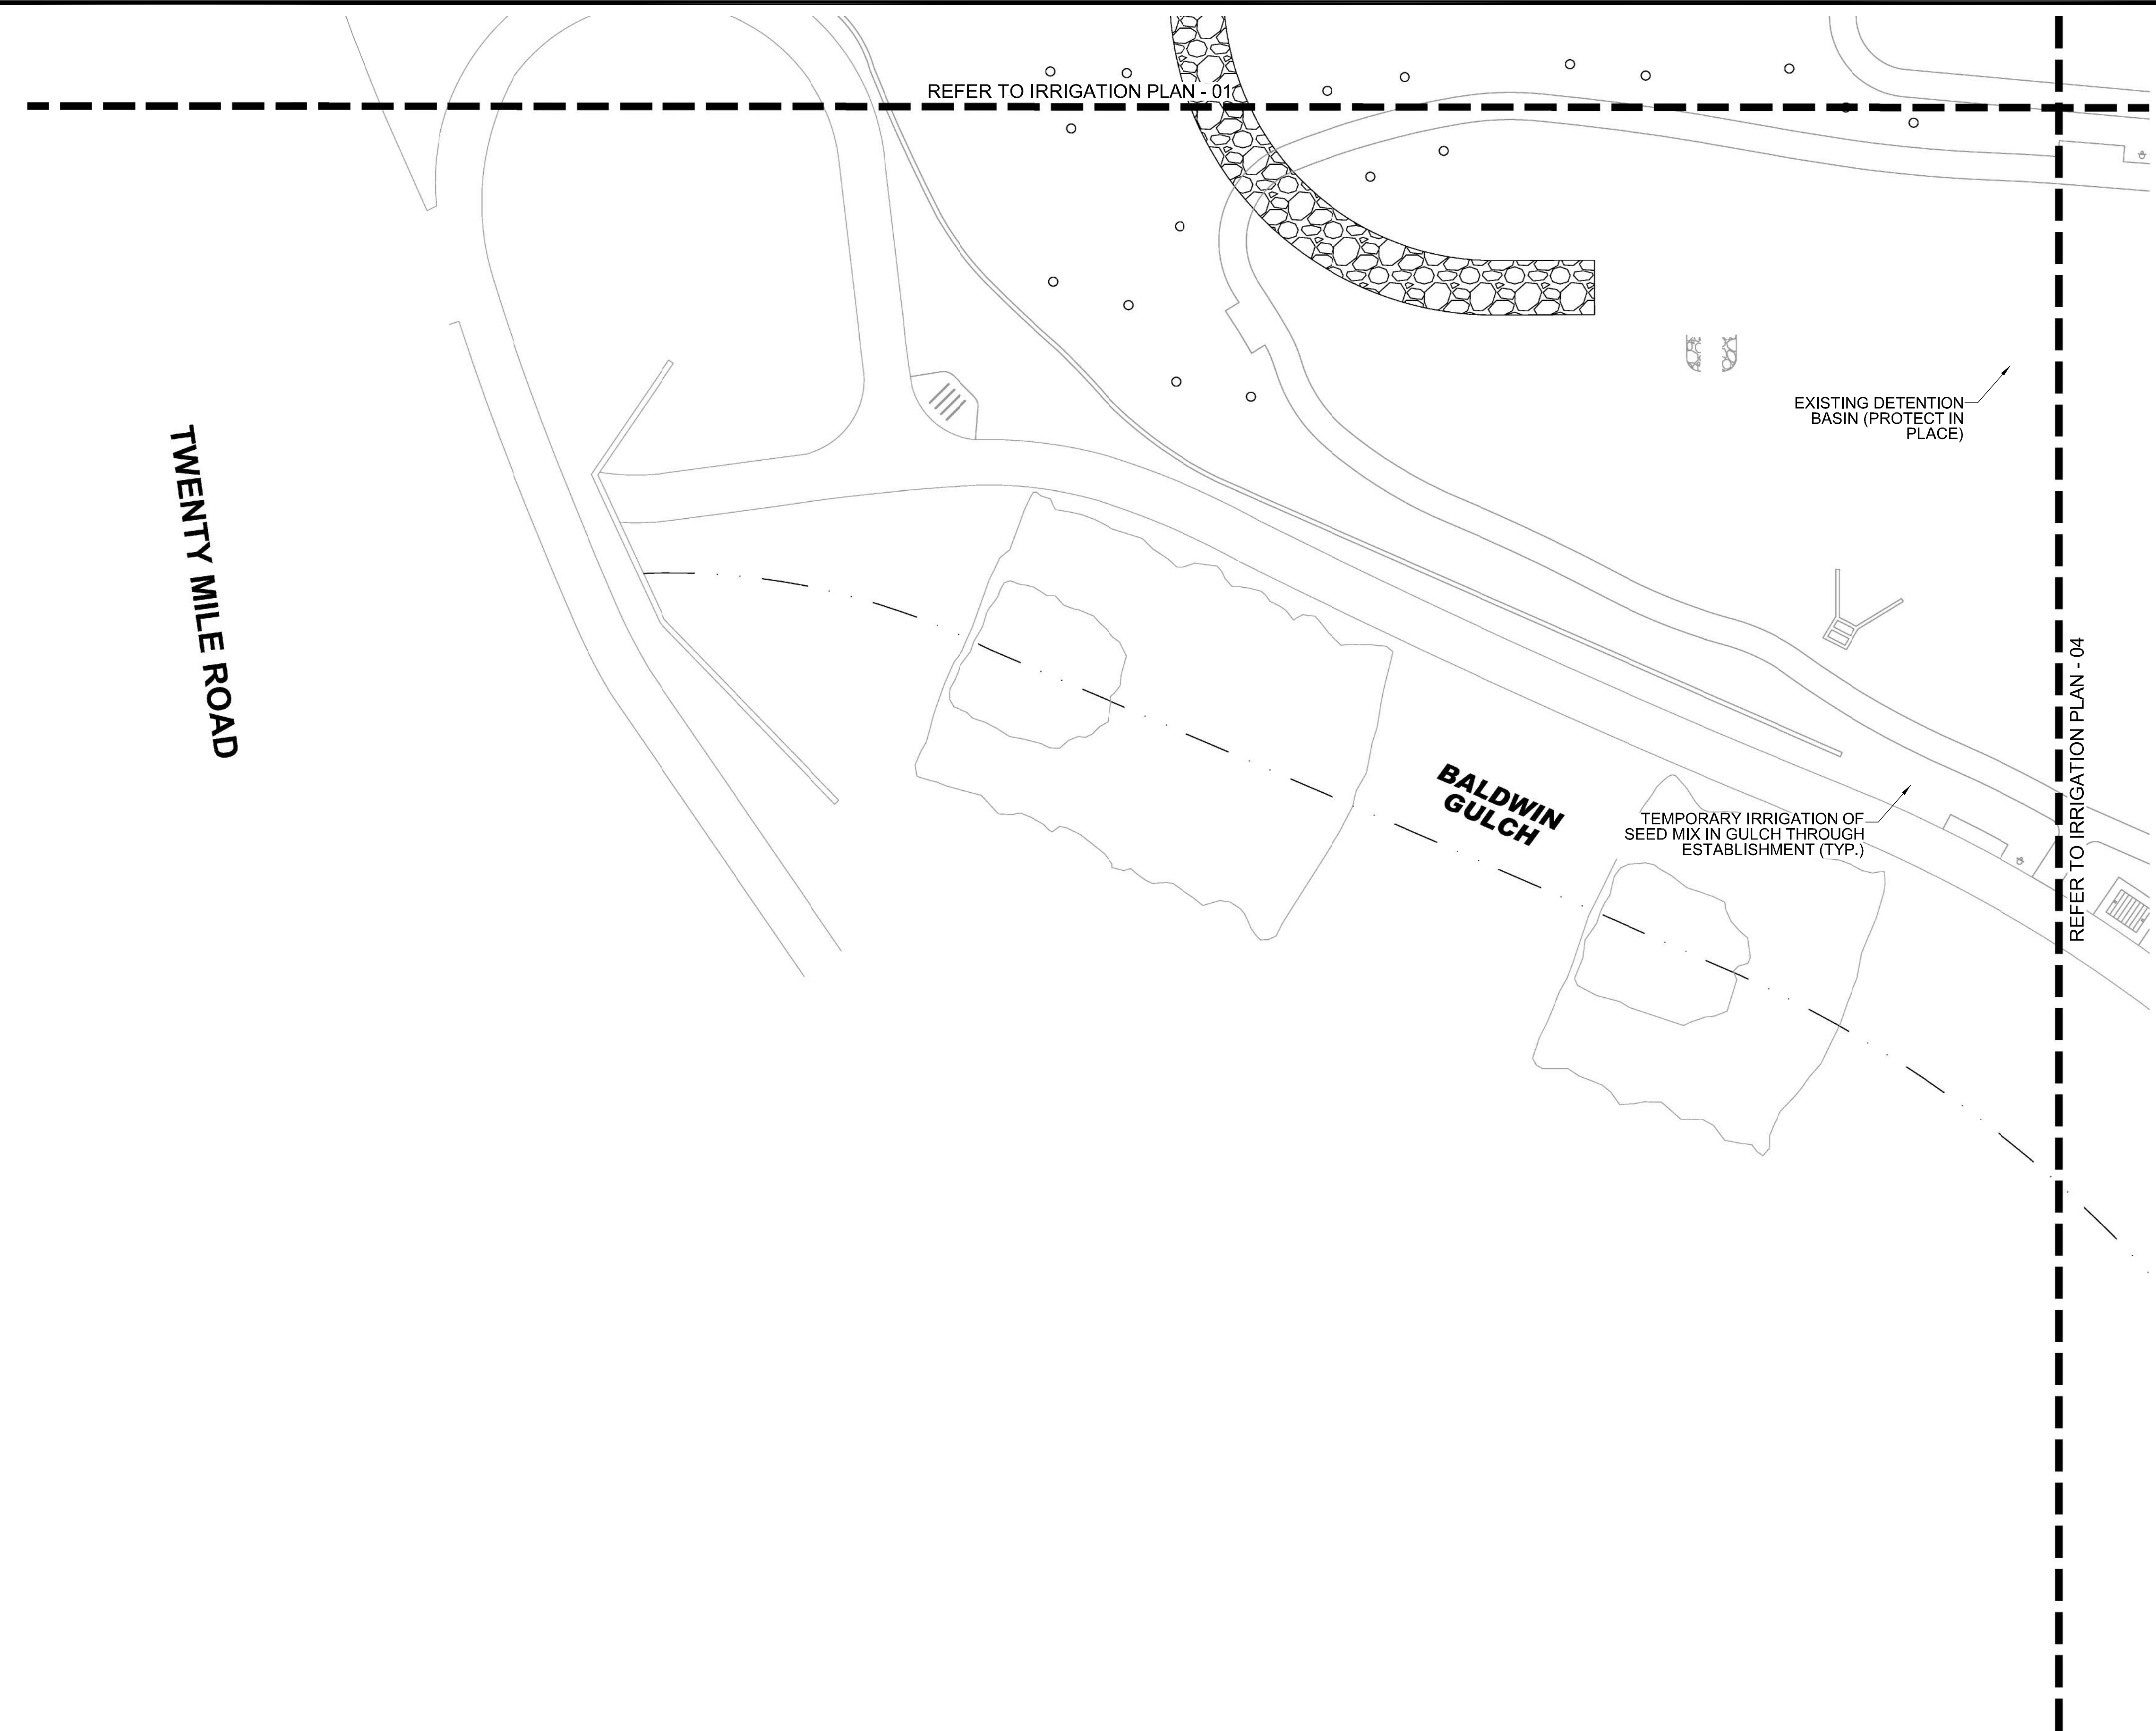 REFER TO IRRIGATION PLAN - 01
EXISTING DETENTION
BASIN (PROTECT IN
PLACE)
TWENTY MILE ROAD
REFER TO IRRIGATION PLAN - 04
BALDWIN
GULCH
TEMPORARY IRRIGATION OF
SEED MIX IN GULCH THROUGH
ESTABLISHMENT (TYP.)